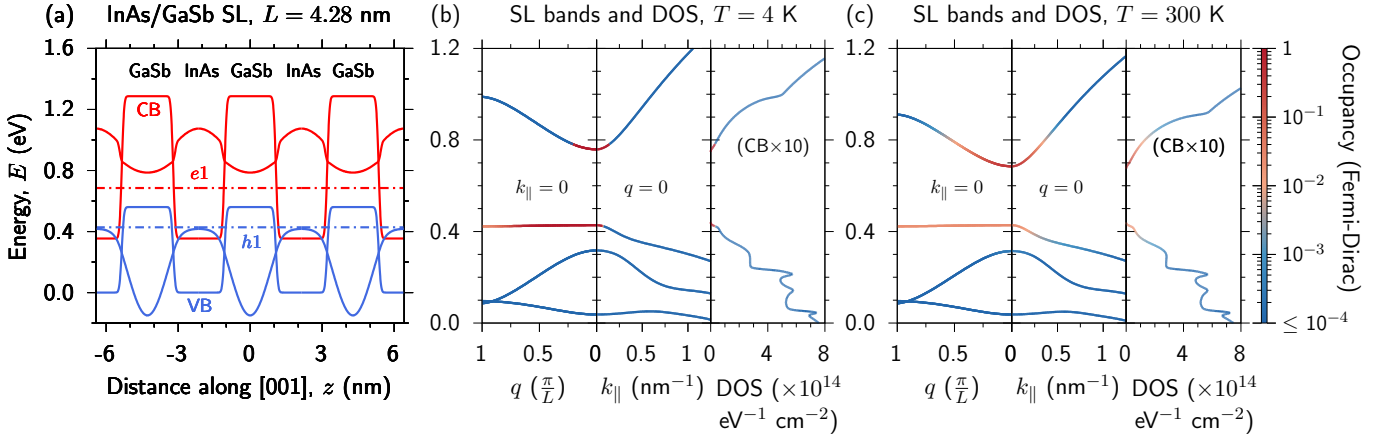 (a) InAs/GaSb SL, L = 4.28 nm
Energy, E (eV)
1.6
1.2
0.8
0.4
0.0
GaSb InAs GaSb InAs GaSb
CB
e1
h1
VB
-6 -3 0 3 6
Distance along [001], z (nm)
(b) SL bands and DOS, T = 4 K
1.2
0.8
0.4
0.0
k∥ = 0
q = 0
(CB×10)
1 0.5 0 0.5 1 0 4 8
q (π/L)
k∥ (nm⁻¹)
DOS (×10¹⁴
eV⁻¹ cm⁻²)
(c) SL bands and DOS, T = 300 K
1.2
0.8
0.4
0.0
k∥ = 0
q = 0
(CB×10)
1 0.5 0 0.5 1 0 4 8
q (π/L)
k∥ (nm⁻¹)
DOS (×10¹⁴
eV⁻¹ cm⁻²)
1
10⁻¹
10⁻²
10⁻³
≤ 10⁻⁴
Occupancy (Fermi-Dirac)